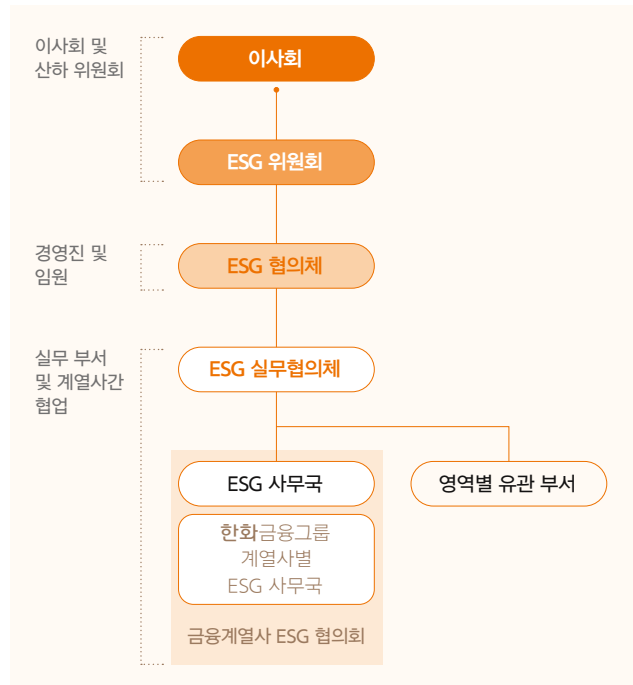 이사회 및
산하 위원회
이사회
ESG 위원회
경영진 및
임원
ESG 협의체
실무 부서
및 계열사간
협업
ESG 실무협의체
ESG 사무국
영역별 유관 부서
한화금융그룹
계열사별
ESG 사무국
금융계열사 ESG 협의회